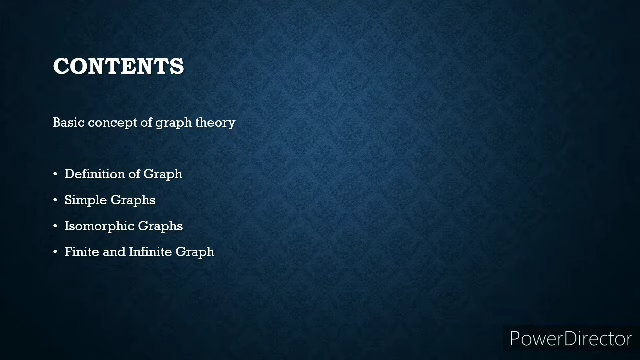 CONTENTS
Basic concept of graph theory
• Definition of Graph
• Simple Graphs
• Isomorphic Graphs
• Finite and Infinite Graph
PowerDirector